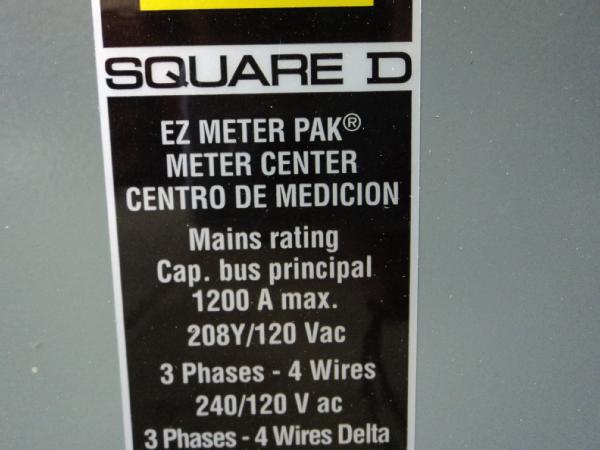 SQUARE D
EZ METER PAK®
METER CENTER
CENTRO DE MEDICION
Mains rating
Cap. bus principal
1200 A max.
208Y/120 Vac
3 Phases - 4 Wires
240/120 V ac
3 Phases - 4 Wires Delta